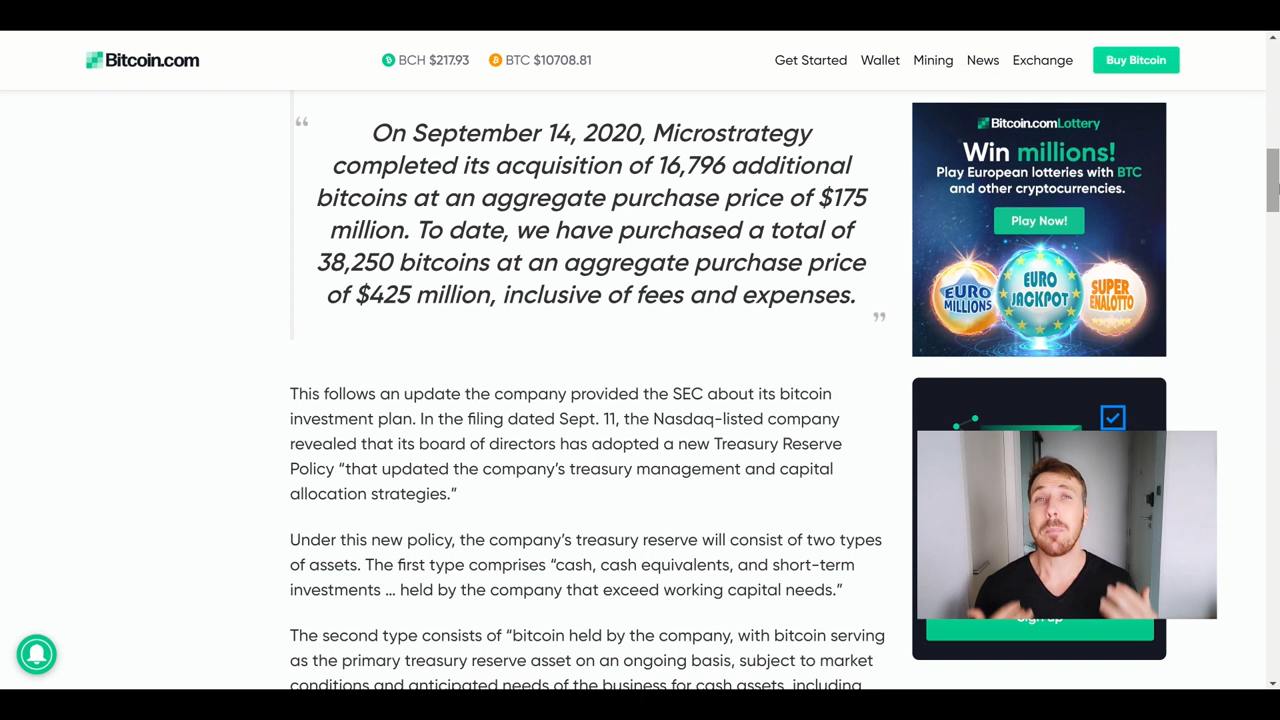 Bitcoin.com
BCH $217.93
BTC $10708.81
Get Started
Wallet
Mining
News
Exchange
Buy Bitcoin
“
On September 14, 2020, Microstrategy
completed its acquisition of 16,796 additional
bitcoins at an aggregate purchase price of $175
million. To date, we have purchased a total of
38,250 bitcoins at an aggregate purchase price
of $425 million, inclusive of fees and expenses.
”
This follows an update the company provided the SEC about its bitcoin
investment plan. In the filing dated Sept. 11, the Nasdaq-listed company
revealed that its board of directors has adopted a new Treasury Reserve
Policy “that updated the company’s treasury management and capital
allocation strategies.”
Under this new policy, the company’s treasury reserve will consist of two types
of assets. The first type comprises “cash, cash equivalents, and short-term
investments … held by the company that exceed working capital needs.”
The second type consists of “bitcoin held by the company, with bitcoin serving
as the primary treasury reserve asset on an ongoing basis, subject to market
conditions and anticipated needs of the business for cash assets, including
Bitcoin.comLottery
Win millions!
Play European lotteries with BTC
and other cryptocurrencies.
Play Now!
EURO
MILLIONS
EURO
JACKPOT
SUPER
ENALOTTO
Sign up